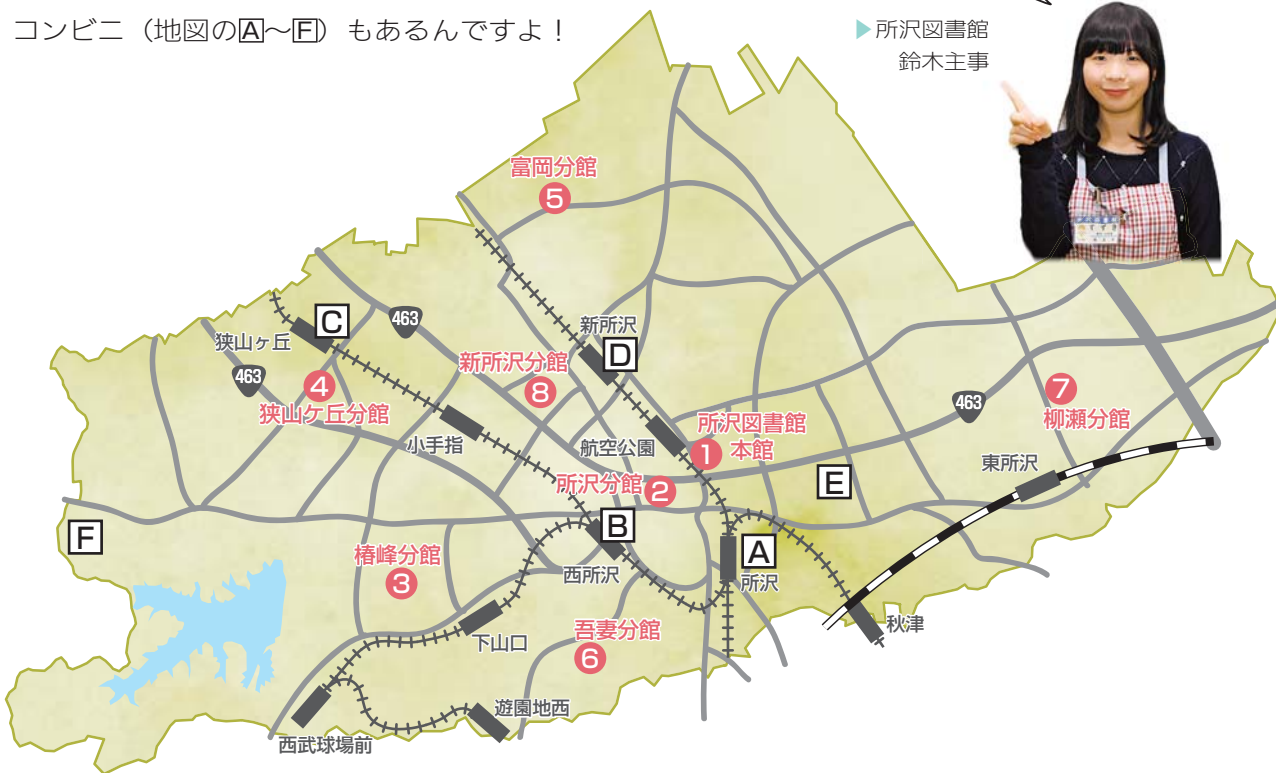 コンビニ（地図のA～F）もあるんですよ！
▶所沢図書館
鈴木主事
富岡分館
5
狭山ヶ丘
C
463
463
4
狭山ケ丘分館
新所沢
D
新所沢分館
8
小手指
航空公園
所沢図書館
1 本館
463
7
柳瀬分館
所沢分館 2
E
東所沢
F
B
西所沢
A
所沢
椿峰分館
3
下山口
吾妻分館
6
秋津
遊園地西
西武球場前